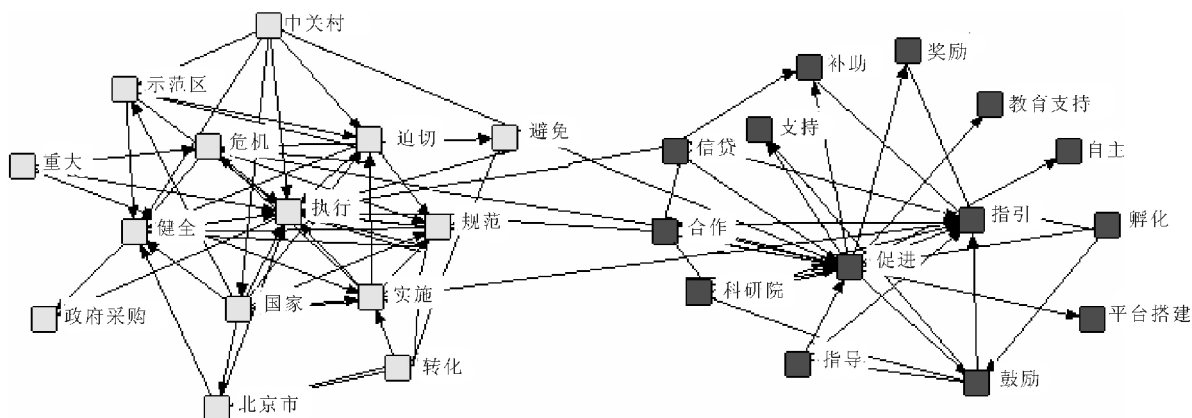 中关村
示范区
危机
迫切
避免
重大
执行
健全
规范
国家
实施
政府采购
转化
北京市
补助
奖励
教育支持
支持
信贷
自主
指引
孵化
合作
促进
科研院
平台搭建
指导
鼓励